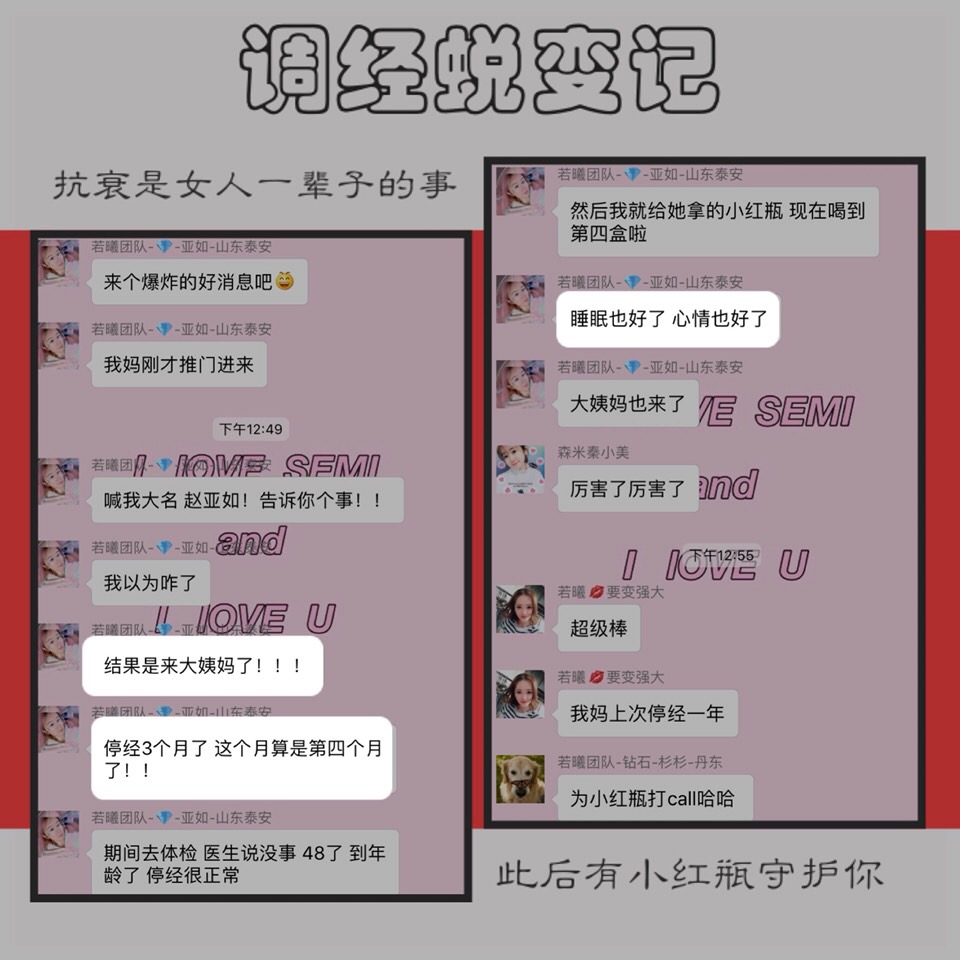 调经蜕变记
抗衰是女人一辈子的事
若曦团队-💎-亚如-山东泰安
来个爆炸的好消息吧😄
若曦团队-💎-亚如-山东泰安
我妈刚才推门进来
下午12:49
I LOVE SEMI
若曦团队-💎-亚如-山东泰安
喊我大名 赵亚如！告诉你个事！！
and
若曦团队-💎-亚如-山东泰安
我以为咋了
I LOVE U
若曦团队-💎-亚如-山东泰安
结果是来大姨妈了！！！
若曦团队-💎-亚如-山东泰安
停经3个月了 这个月算是第四个月
了！！
若曦团队-💎-亚如-山东泰安
期间去体检 医生说没事 48了 到年
龄了 停经很正常
若曦团队-💎-亚如-山东泰安
然后我就给她拿的小红瓶 现在喝到
第四盒啦
若曦团队-💎-亚如-山东泰安
睡眠也好了 心情也好了
若曦团队-💎-亚如-山东泰安
大姨妈也来了
VE SEMI
森米秦小美
厉害了厉害了
and
下午12:55
I LOVE U
若曦💋要变强大
超级棒
若曦💋要变强大
我妈上次停经一年
若曦团队-钻石-杉杉-丹东
为小红瓶打call哈哈
此后有小红瓶守护你